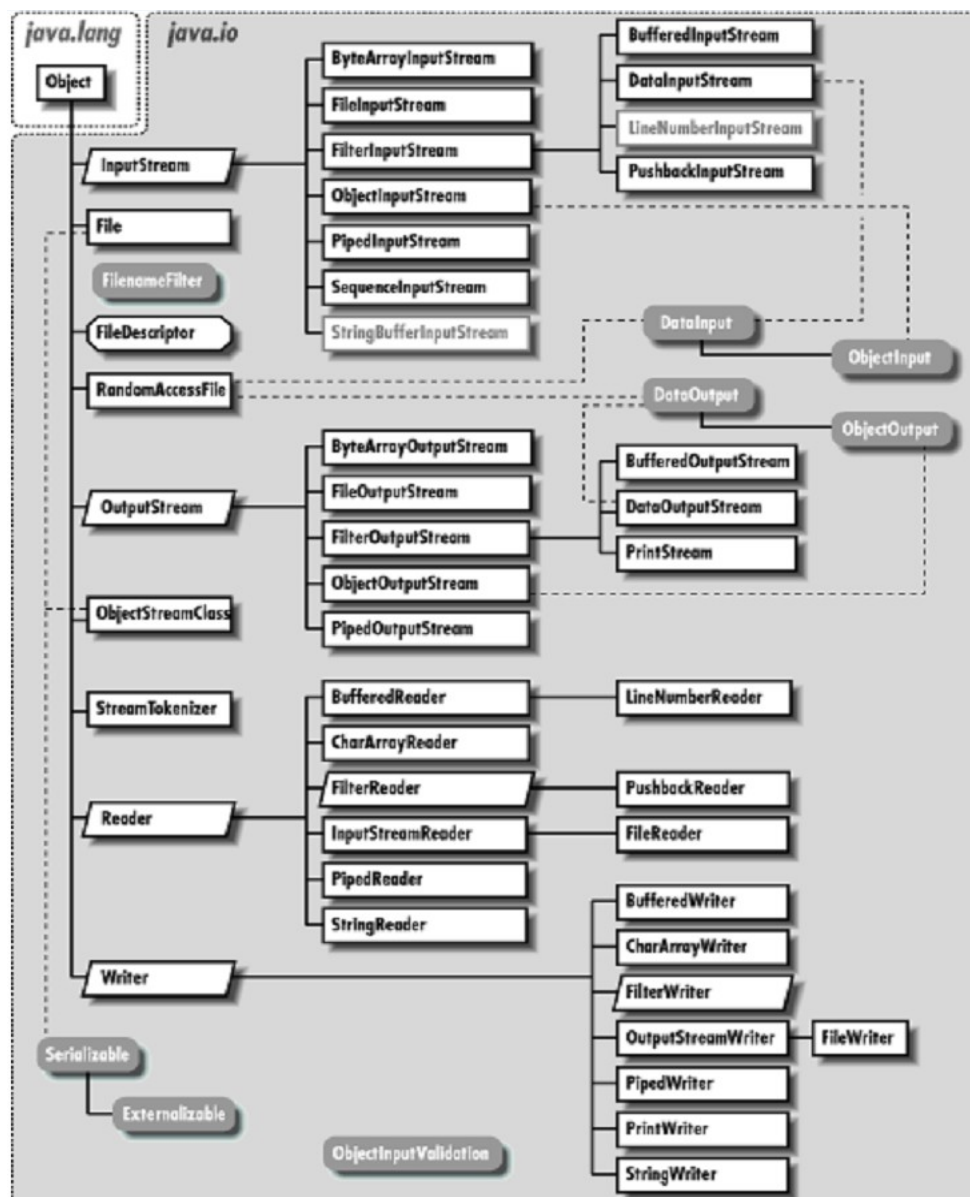 java.lang
java.io
Object
InputStream
File
FilenameFilter
FileDescriptor
RandomAccessFile
OutputStream
ObjectStreamClass
StreamTokenizer
Reader
Writer
Serializable
Externalizable
ByteArrayInputStream
FileInputStream
FilterInputStream
ObjectInputStream
PipedInputStream
SequenceInputStream
StringBufferInputStream
ByteArrayOutputStream
FileOutputStream
FilterOutputStream
ObjectOutputStream
PipedOutputStream
BufferedReader
CharArrayReader
FilterReader
InputStreamReader
PipedReader
StringReader
ObjectInputValidation
BufferedInputStream
DataInputStream
LineNumberInputStream
PushbackInputStream
DataInput
ObjectInput
DataOutput
ObjectOutput
BufferedOutputStream
DataOutputStream
PrintStream
LineNumberReader
PushbackReader
FileReader
BufferedWriter
CharArrayWriter
FilterWriter
OutputStreamWriter
FileWriter
PipedWriter
PrintWriter
StringWriter